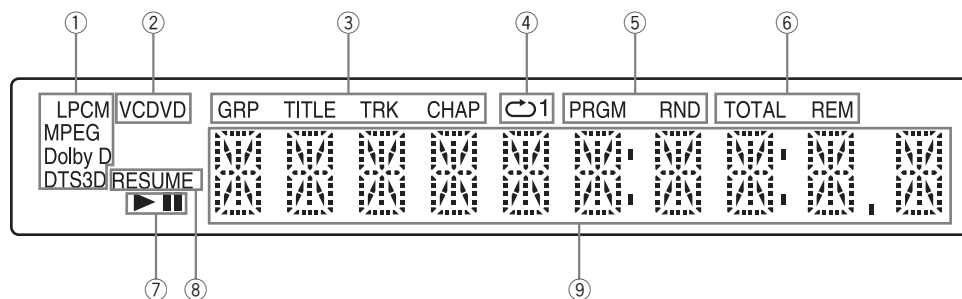 ① ② ③ ④ ⑤ ⑥
LPCM VCDVD GRP TITLE TRK CHAP 1 PRGM RND TOTAL REM
MPEG
Dolby D
DTS3D RESUME
⑦ ⑧ ⑨